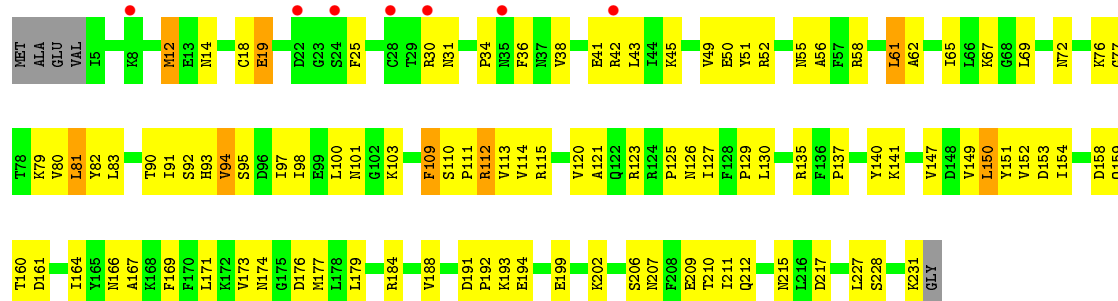 MET ALA GLU VAL I5 K8 M12 E13 N14 C18 E19 D22 G23 S24 F25 C28 T29 R30 N31 P34 N35 F36 N37 V38 E41 R42 L43 I44 K45 V49 E50 Y51 R52 N55 A56 F57 R58 L61 A62 I65 L66 K67 G68 L69 N72 K76 G77
T78 K79 V80 L81 Y82 L83 T90 I91 S92 H93 V94 S95 D96 I97 I98 E99 L100 N101 G102 K103 F109 S110 P111 R112 V113 V114 R115 V120 A121 Q122 R123 R124 P125 N126 I127 F128 P129 L130 R135 F136 P137 Y140 K141 V147 D148 V149 L150 Y151 V152 D153 I154 D158 Q159
T160 D161 I164 Y165 N166 A167 K168 F169 F170 L171 K172 V173 N174 G175 D176 M177 L178 L179 R184 V188 D191 P192 K193 E194 E199 K202 S206 N207 F208 E209 T210 I211 Q212 N215 L216 D217 L227 S228 K231 GLY